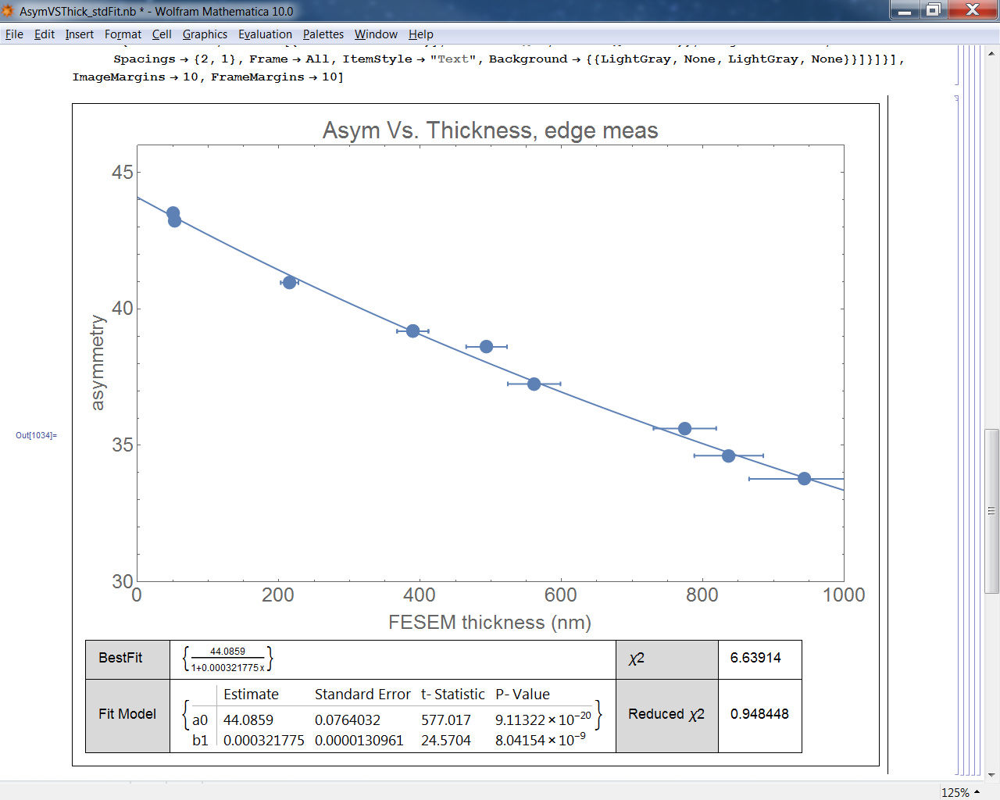 AsymVSThick_stdFit.nb * - Wolfram Mathematica 10.0
File Edit Insert Format Cell Graphics Evaluation Palettes Window Help
Spacings → {2, 1}, Frame → All, ItemStyle → "Text", Background → {{LightGray, None, LightGray, None}}]}]}],
ImageMargins → 10, FrameMargins → 10]
Asym Vs. Thickness, edge meas
45
40
35
30
asymmetry
0 200 400 600 800 1000
FESEM thickness (nm)
Out[1034]=
BestFit {44.0859/1+0.000321775 x} χ2 6.63914
Estimate Standard Error t- Statistic P- Value
Fit Model { a0 44.0859 0.0764032 577.017 9.11322 × 10⁻²⁰ } Reduced χ2 0.948448
b1 0.000321775 0.0000130961 24.5704 8.04154 × 10⁻⁹
125%